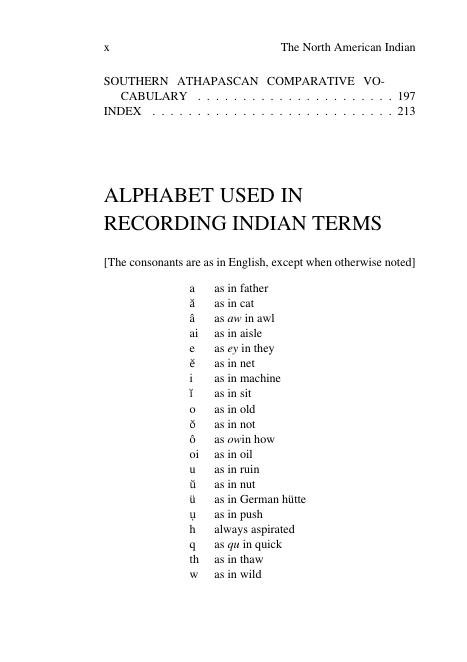 x The North American Indian
SOUTHERN ATHAPASCAN COMPARATIVE VO-
CABULARY . . . . . . . . . . . . . . . . . . . . . . 197
INDEX . . . . . . . . . . . . . . . . . . . . . . . . . . 213
ALPHABET USED IN
RECORDING INDIAN TERMS
[The consonants are as in English, except when otherwise noted]
a as in father
ă as in cat
â as aw in awl
ai as in aisle
e as ey in they
ĕ as in net
i as in machine
ĭ as in sit
o as in old
ŏ as in not
ô as owin how
oi as in oil
u as in ruin
ŭ as in nut
ü as in German hütte
ụ as in push
h always aspirated
q as qu in quick
th as in thaw
w as in wild